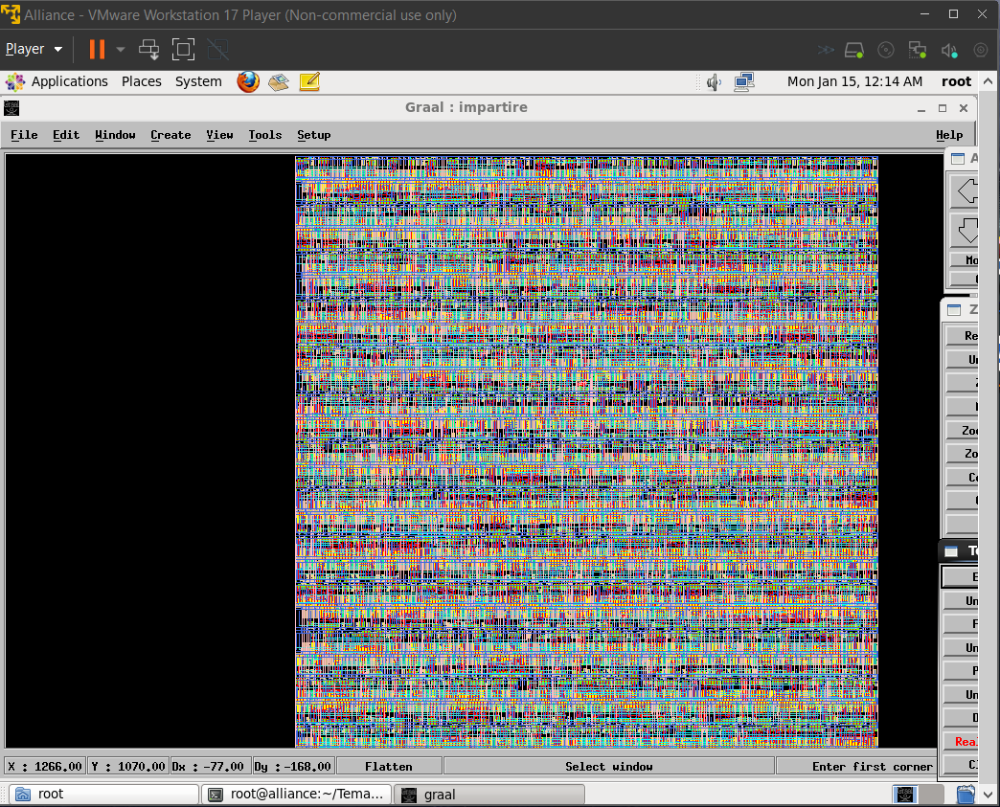 Alliance - VMware Workstation 17 Player (Non-commercial use only)
Player
Applications Places System Mon Jan 15, 12:14 AM root
Graal : impartire
File Edit Window Create View Tools Setup Help
A
Mo
Z
Re
Un
Z
Zoo
Zo
Ce
To
E
Un
F
Un
P
Un
D
Real
Cl
X : 1266.00 Y : 1070.00 Dx : -77.00 Dy : -168.00 Flatten Select window Enter first corner
root root@alliance:~/Tema... graal